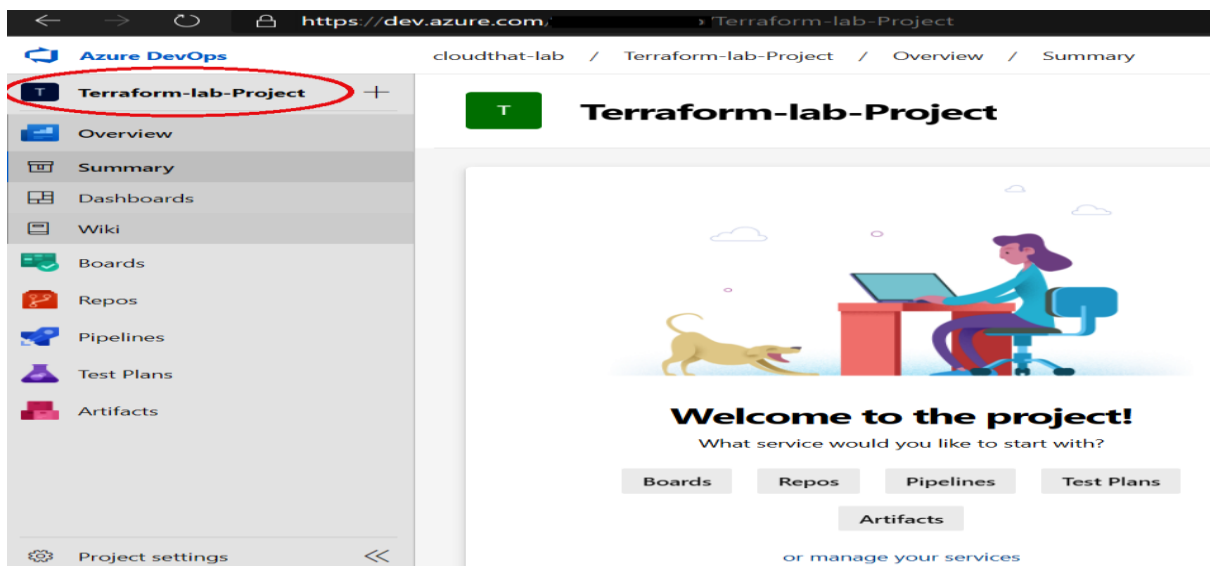 https://dev.azure.com/ Terraform-lab-Project
Azure DevOps
cloudthat-lab / Terraform-lab-Project / Overview / Summary
T Terraform-lab-Project +
Overview
Summary
Dashboards
Wiki
Boards
Repos
Pipelines
Test Plans
Artifacts
Project settings
T Terraform-lab-Project
Welcome to the project!
What service would you like to start with?
Boards Repos Pipelines Test Plans
Artifacts
or manage your services